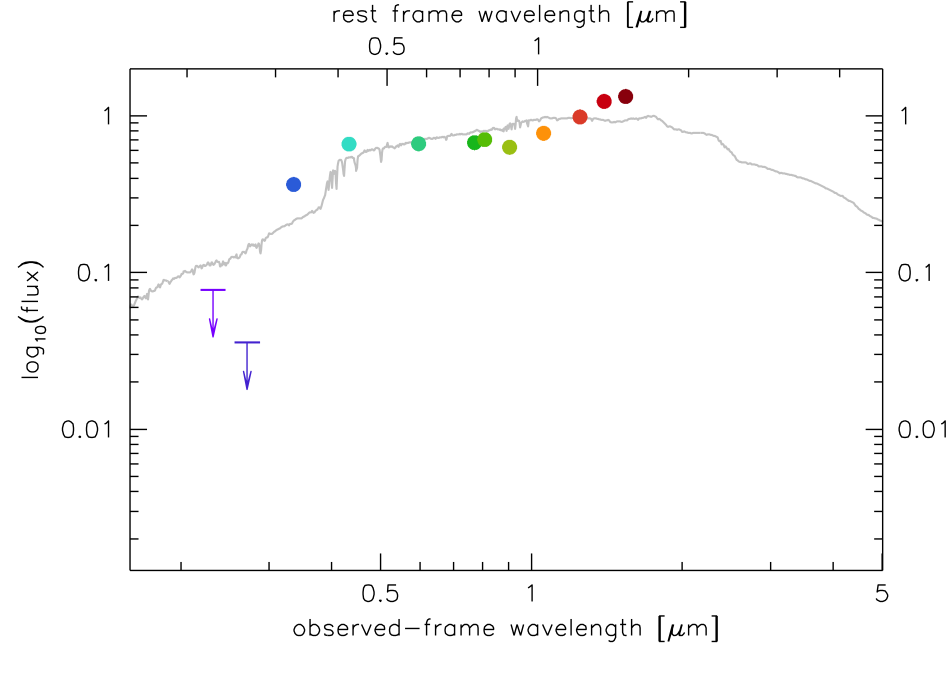 rest frame wavelength [μm]
0.5 1
1 1
0.1 0.1
log10(flux)
0.01 0.01
0.5 1 5
observed-frame wavelength [μm]